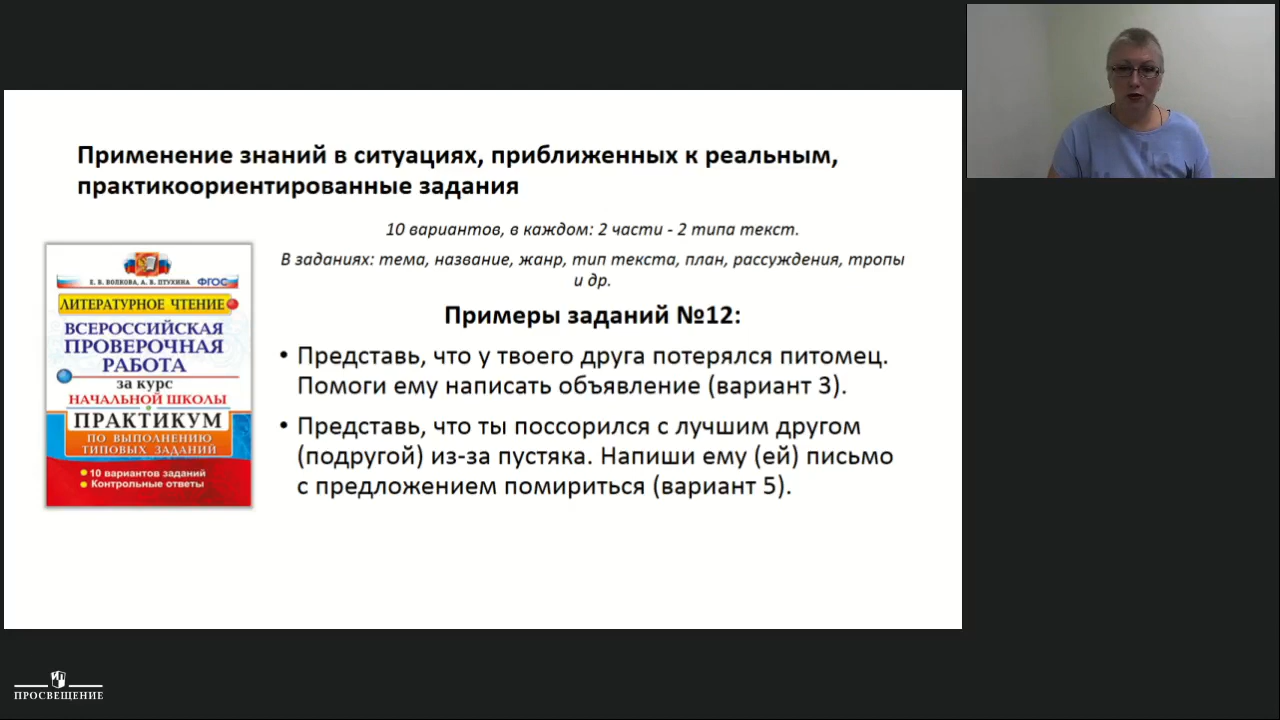 Применение знаний в ситуациях, приближенных к реальным,
практикоориентированные задания
10 вариантов, в каждом: 2 части - 2 типа текст.
В заданиях: тема, название, жанр, тип текста, план, рассуждения, тропы
и др.
Примеры заданий №12:
• Представь, что у твоего друга потерялся питомец.
Помоги ему написать объявление (вариант 3).
• Представь, что ты поссорился с лучшим другом
(подругой) из-за пустяка. Напиши ему (ей) письмо
с предложением помириться (вариант 5).
Е. В. ВОЛКОВА, А. В. ПТУХИНА ФГОС
ЛИТЕРАТУРНОЕ ЧТЕНИЕ
ВСЕРОССИЙСКАЯ
ПРОВЕРОЧНАЯ
РАБОТА
за курс
НАЧАЛЬНОЙ ШКОЛЫ
ПРАКТИКУМ
ПО ВЫПОЛНЕНИЮ
ТИПОВЫХ ЗАДАНИЙ
10 вариантов заданий
Контрольные ответы
ПРОСВЕЩЕНИЕ